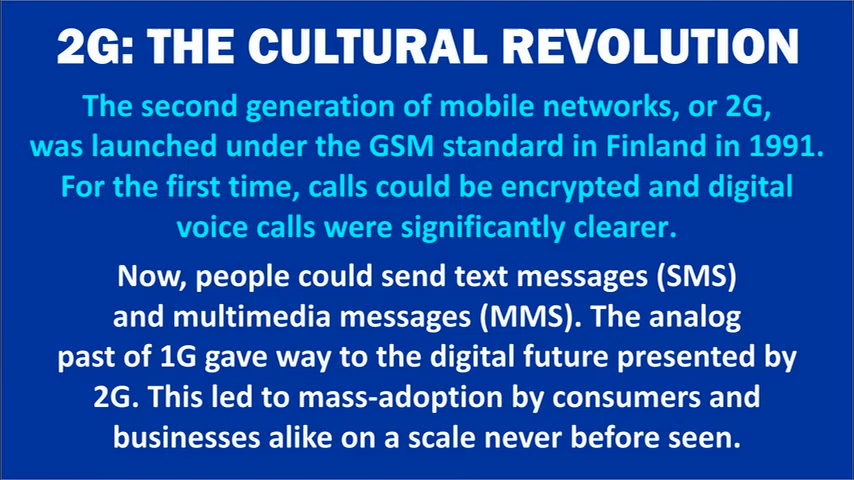 2G: THE CULTURAL REVOLUTION
The second generation of mobile networks, or 2G,
was launched under the GSM standard in Finland in 1991.
For the first time, calls could be encrypted and digital
voice calls were significantly clearer.
Now, people could send text messages (SMS)
and multimedia messages (MMS). The analog
past of 1G gave way to the digital future presented by
2G. This led to mass-adoption by consumers and
businesses alike on a scale never before seen.